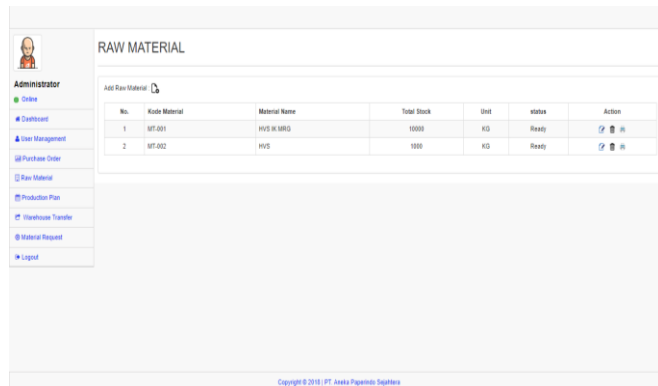 RAW MATERIAL
Administrator
Online
Dashboard
User Management
Purchase Order
Raw Material
Production Plan
Warehouse Transfer
Material Request
Logout
Add Raw Material
No. Kode Material Material Name Total Stock Unit status Action
1 MT-001 HVS IK MRG 10000 KG Ready
2 MT-002 HVS 1000 KG Ready
Copyright © 2018 | PT. Aneka Paperindo Sejahtera